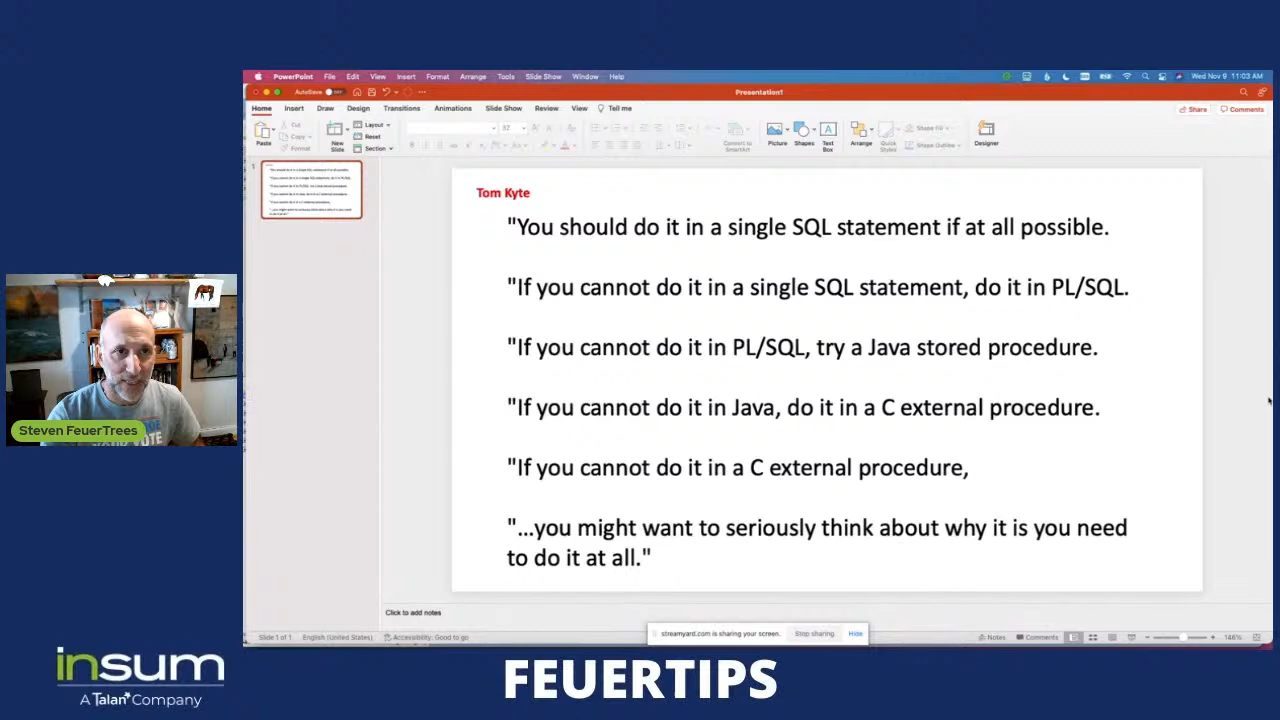 PowerPoint File Edit View Insert Format Arrange Tools Slide Show Window Help
Wed Nov 9 11:03 AM
AutoSave OFF
Presentation1
Home Insert Draw Design Transitions Animations Slide Show Review View Tell me
Share Comments
Paste
Cut
Copy
Format
New Slide
Layout
Reset
Section
32
Convert to SmartArt
Picture Shapes Text Box
Arrange Quick Styles
Shape Fill
Shape Outline
Designer
1
Tom Kyte
"You should do it in a single SQL statement if at all possible.
"If you cannot do it in a single SQL statement, do it in PL/SQL.
"If you cannot do it in PL/SQL, try a Java stored procedure.
"If you cannot do it in Java, do it in a C external procedure.
"If you cannot do it in a C external procedure,
"...you might want to seriously think about why it is you need
to do it at all."
Steven FeuerTrees
Click to add notes
Slide 1 of 1 English (United States) Accessibility: Good to go
streamyard.com is sharing your screen. Stop sharing Hide
Notes Comments 146%
insum
A Talan Company
FEUERTIPS